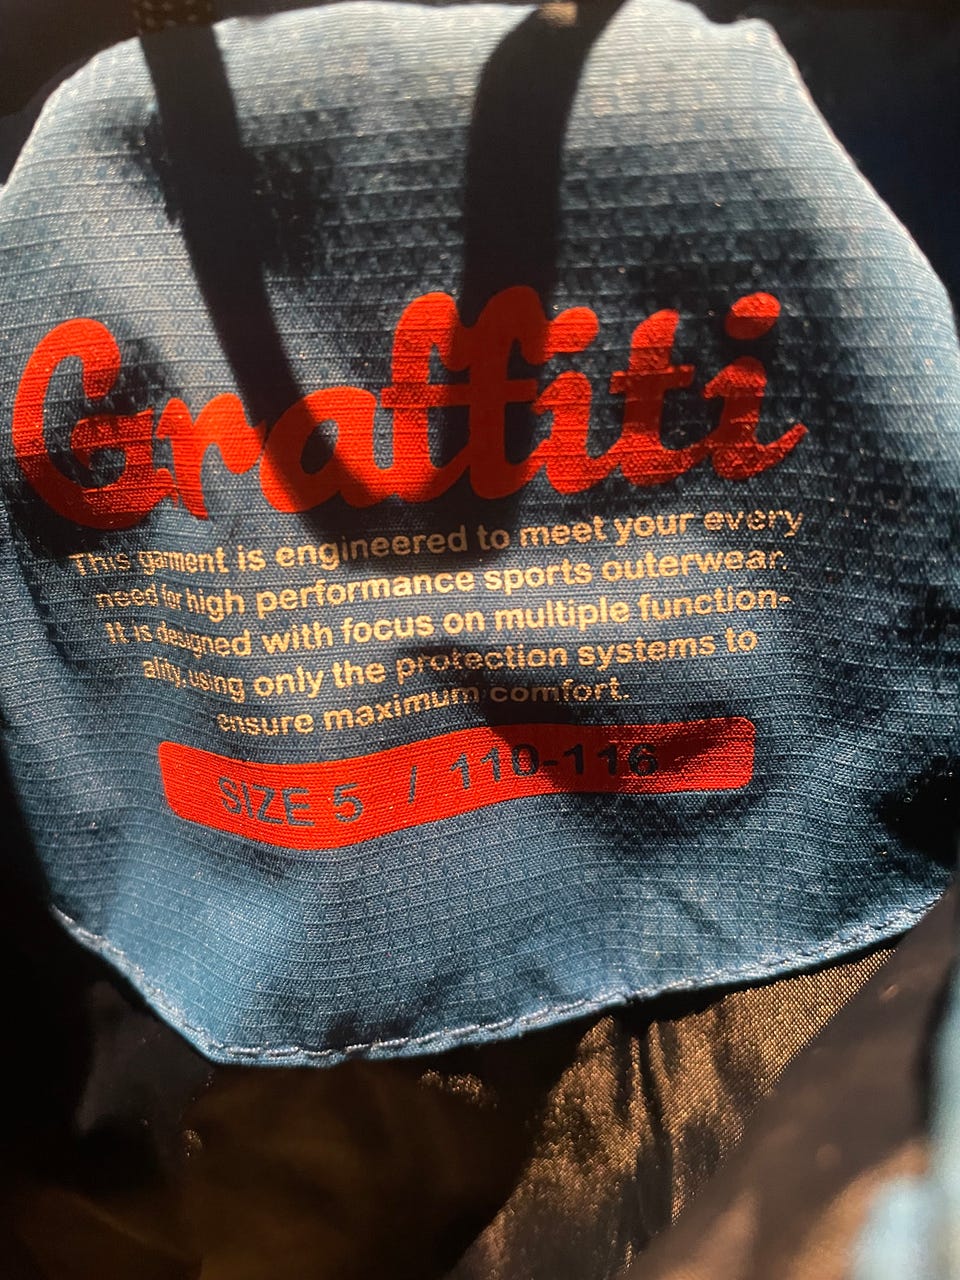 Graffiti
This garment is engineered to meet your every
need for high performance sports outerwear.
It is designed with focus on multiple function-
ality, using only the protection systems to
ensure maximum comfort.
SIZE 5 / 110-116